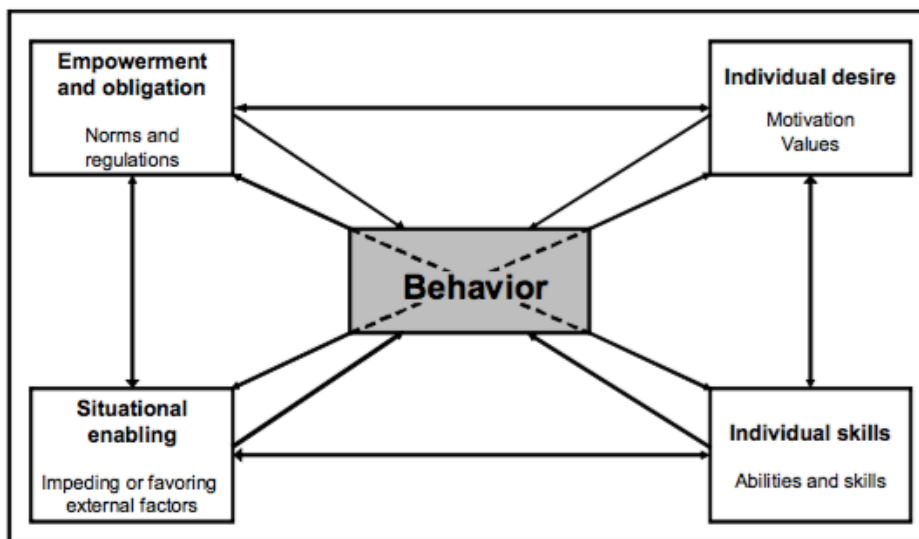 Empowerment
and obligation
Norms and
regulations
Individual desire
Motivation
Values
Behavior
Situational
enabling
Impeding or favoring
external factors
Individual skills
Abilities and skills